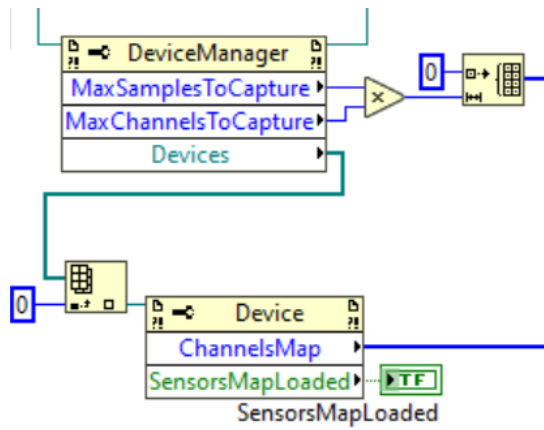 DeviceManager
MaxSamplesToCapture
MaxChannelsToCapture
Devices
0
0
Device
ChannelsMap
SensorsMapLoaded
TF
SensorsMapLoaded